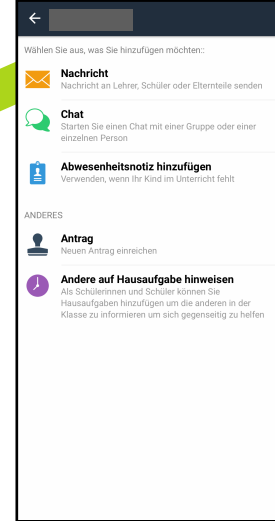 Wählen Sie aus, was Sie hinzufügen möchten::
Nachricht
Nachricht an Lehrer, Schüler oder Elternteile senden
Chat
Starten Sie einen Chat mit einer Gruppe oder einer
einzelnen Person
Abwesenheitsnotiz hinzufügen
Verwenden, wenn Ihr Kind im Unterricht fehlt
ANDERES
Antrag
Neuen Antrag einreichen
Andere auf Hausaufgabe hinweisen
Als Schülerinnen und Schüler können Sie
Hausaufgaben hinzufügen um die anderen in der
Klasse zu informieren um sich gegenseitig zu helfen